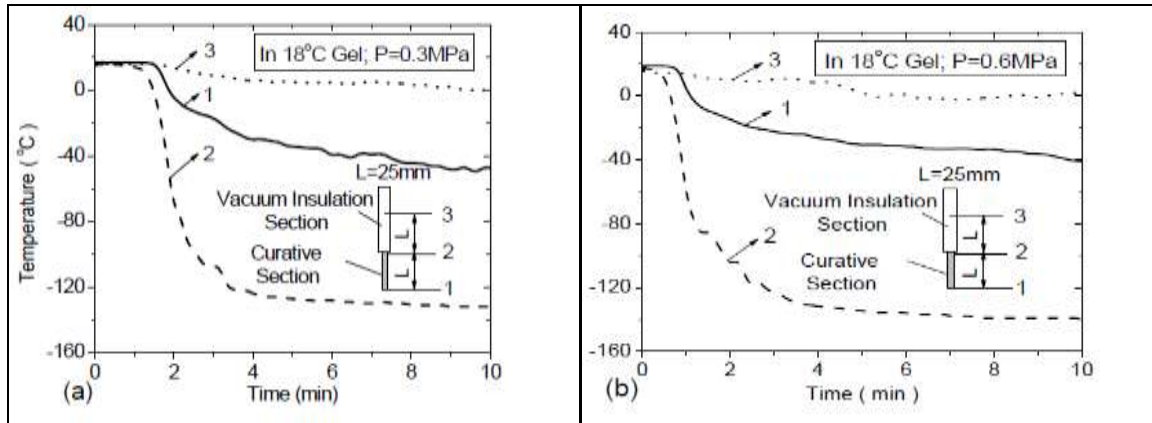 40
0
-40
-80
-120
-160
Temperature ( °C)
In 18°C Gel; P=0.3MPa
3
1
2
L=25mm
Vacuum Insulation
Section
Curative
Section
3
L
2
L
1
0 2 4 6 8 10
(a) Time (min)
40
0
-40
-80
-120
-160
In 18°C Gel; P=0.6MPa
3
1
2
L=25mm
Vacuum Insulation
Section
Curative
Section
3
L
2
L
1
0 2 4 6 8 10
(b) Time ( min )